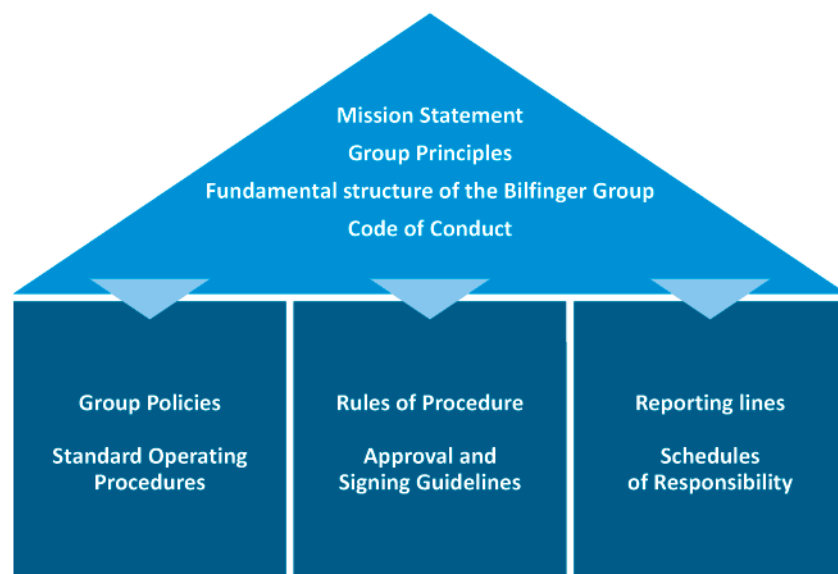 Mission Statement
Group Principles
Fundamental structure of the Bilfinger Group
Code of Conduct
Group Policies
Standard Operating
Procedures
Rules of Procedure
Approval and
Signing Guidelines
Reporting lines
Schedules
of Responsibility